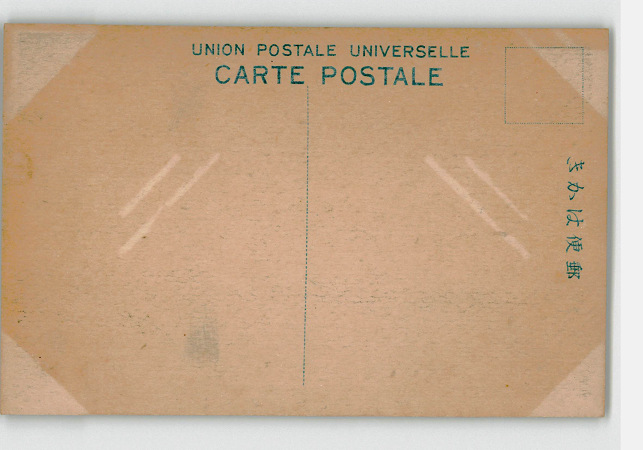 UNION POSTALE UNIVERSELLE
CARTE POSTALE
きかは便郵